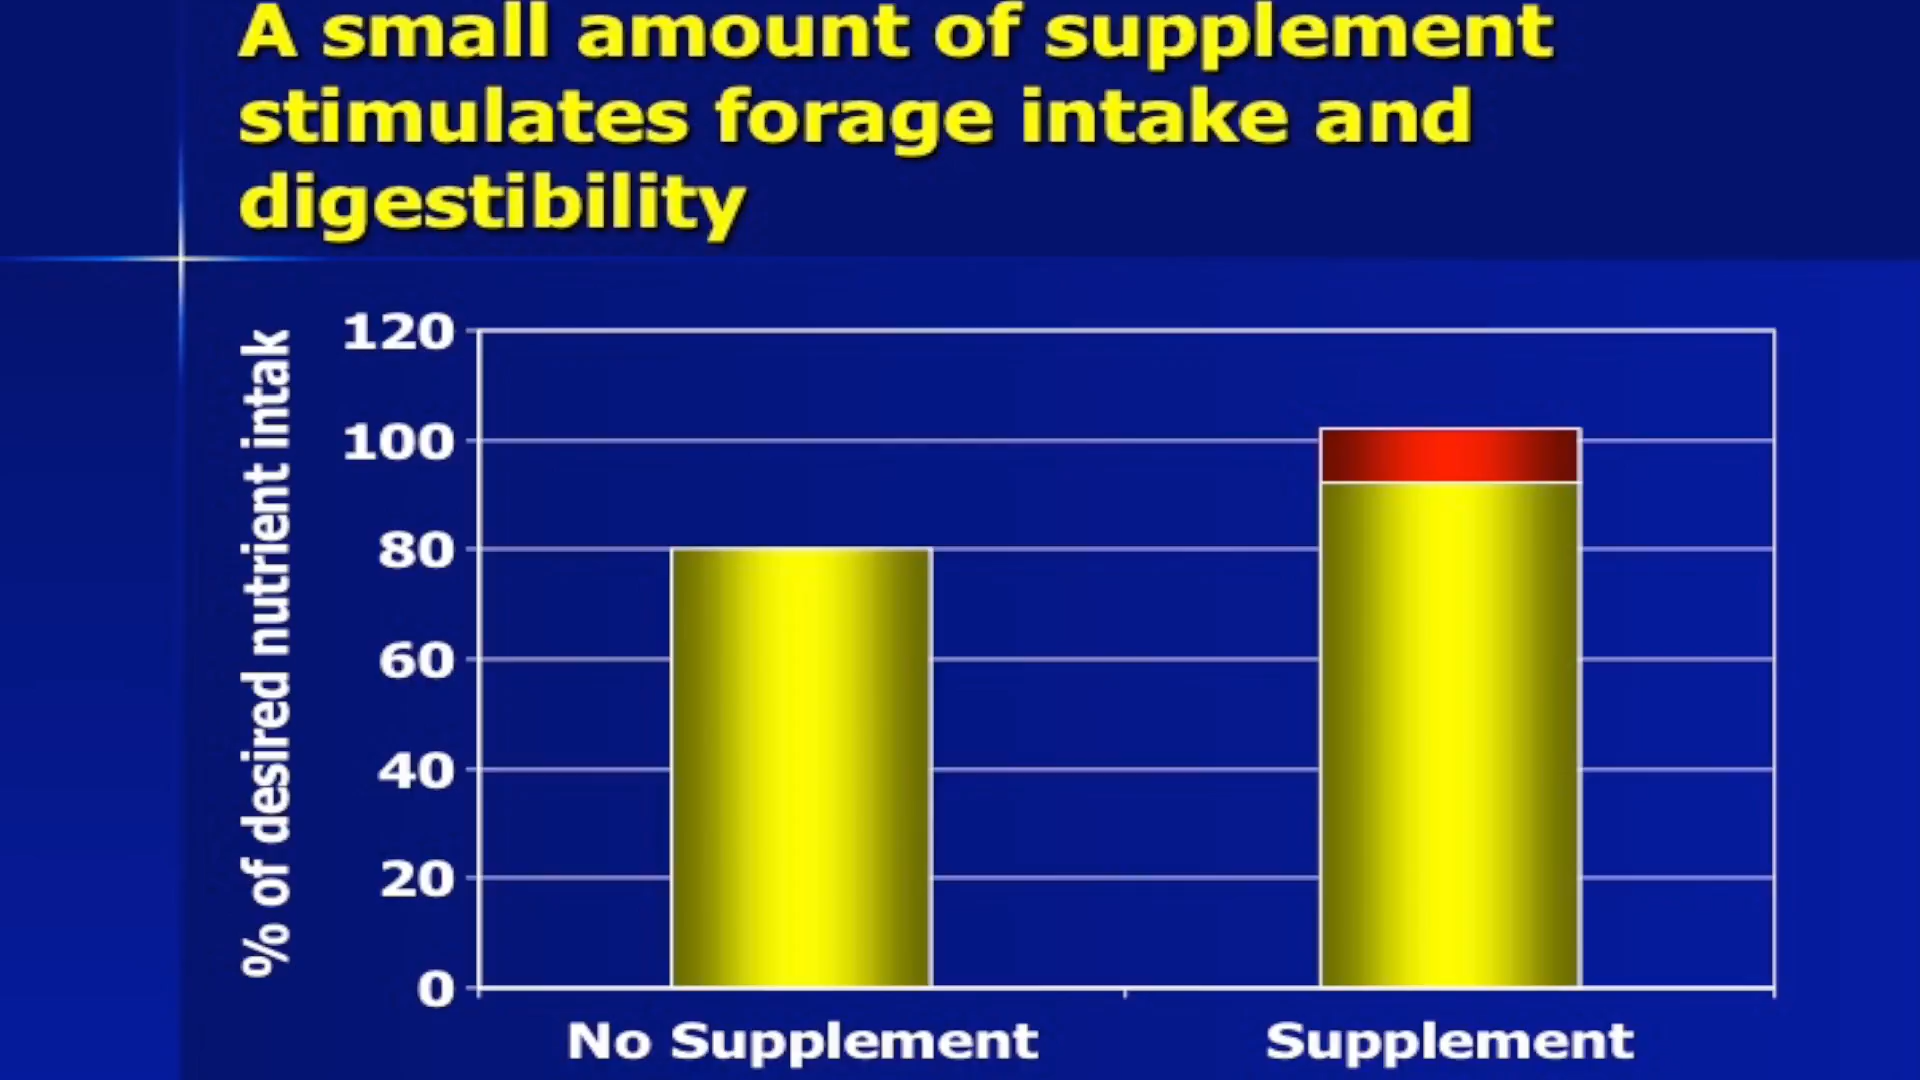 A small amount of supplement
stimulates forage intake and
digestibility
% of desired nutrient intak
120
100
80
60
40
20
0
No Supplement
Supplement